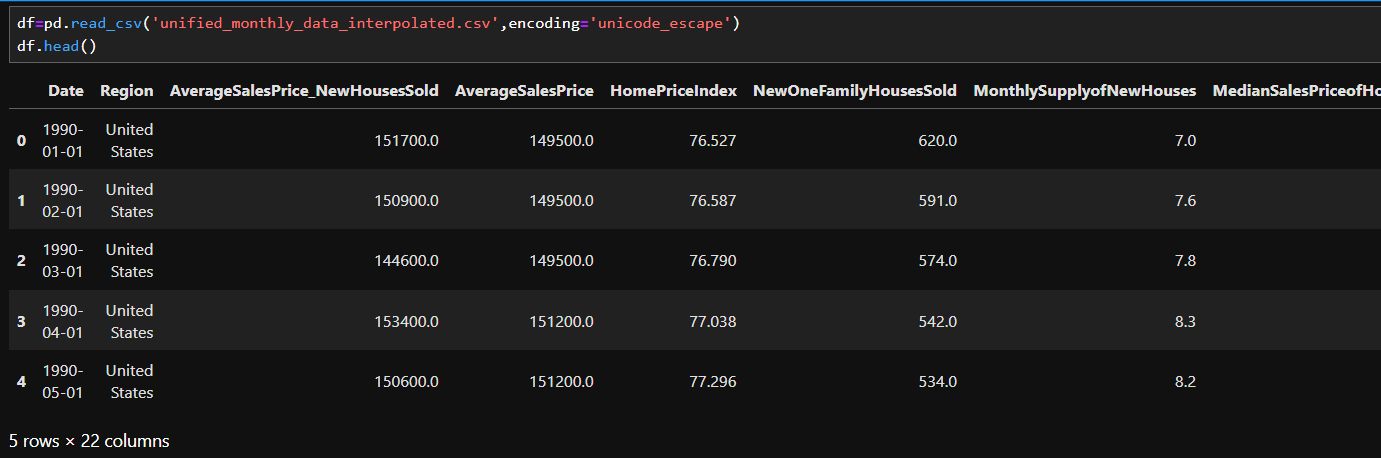 df=pd.read_csv('unified_monthly_data_interpolated.csv',encoding='unicode_escape')
df.head()
Date Region AverageSalesPrice_NewHousesSold AverageSalesPrice HomePriceIndex NewOneFamilyHousesSold MonthlySupplyofNewHouses MedianSalesPriceofHo
0 1990-01-01 United States 151700.0 149500.0 76.527 620.0 7.0
1 1990-02-01 United States 150900.0 149500.0 76.587 591.0 7.6
2 1990-03-01 United States 144600.0 149500.0 76.790 574.0 7.8
3 1990-04-01 United States 153400.0 151200.0 77.038 542.0 8.3
4 1990-05-01 United States 150600.0 151200.0 77.296 534.0 8.2
5 rows × 22 columns